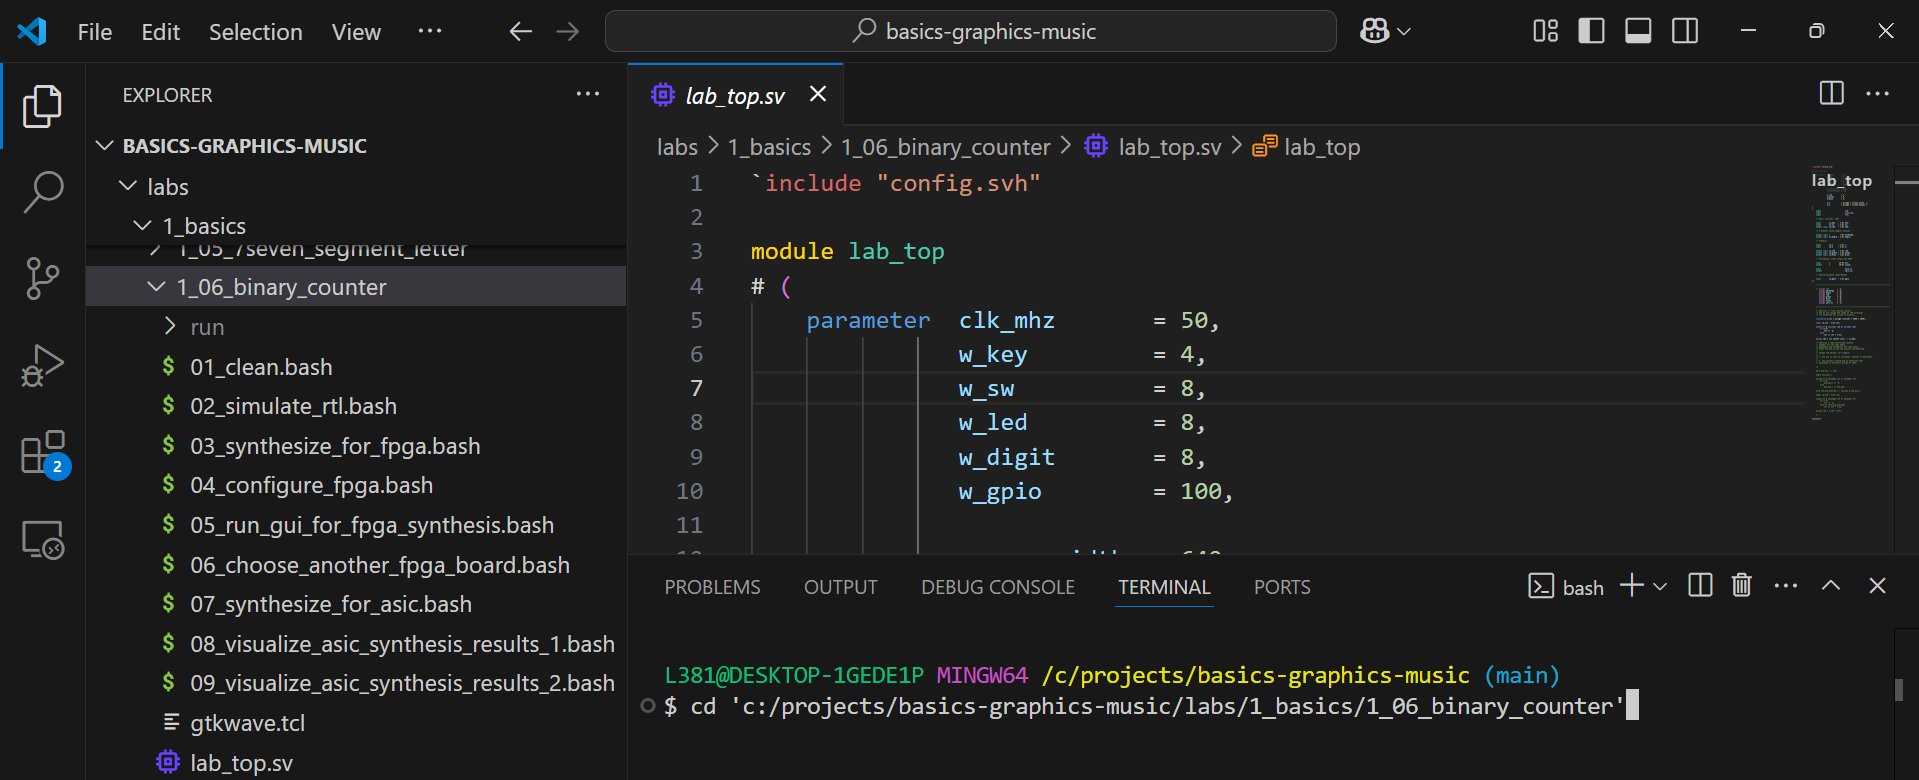 File Edit Selection View ··· basics-graphics-music
EXPLORER ···
BASICS-GRAPHICS-MUSIC
labs
1_basics
1_05_7seven_segment_letter
1_06_binary_counter
run
$ 01_clean.bash
$ 02_simulate_rtl.bash
$ 03_synthesize_for_fpga.bash
$ 04_configure_fpga.bash
$ 05_run_gui_for_fpga_synthesis.bash
$ 06_choose_another_fpga_board.bash
$ 07_synthesize_for_asic.bash
$ 08_visualize_asic_synthesis_results_1.bash
$ 09_visualize_asic_synthesis_results_2.bash
gtkwave.tcl
lab_top.sv
2
lab_top.sv
labs > 1_basics > 1_06_binary_counter > lab_top.sv > lab_top
1 `include "config.svh"
2
3 module lab_top
4 # (
5 parameter clk_mhz = 50,
6 w_key = 4,
7 w_sw = 8,
8 w_led = 8,
9 w_digit = 8,
10 w_gpio = 100,
11
lab_top
PROBLEMS OUTPUT DEBUG CONSOLE TERMINAL PORTS bash
L381@DESKTOP-1GEDE1P MINGW64 /c/projects/basics-graphics-music (main)
$ cd 'c:/projects/basics-graphics-music/labs/1_basics/1_06_binary_counter'